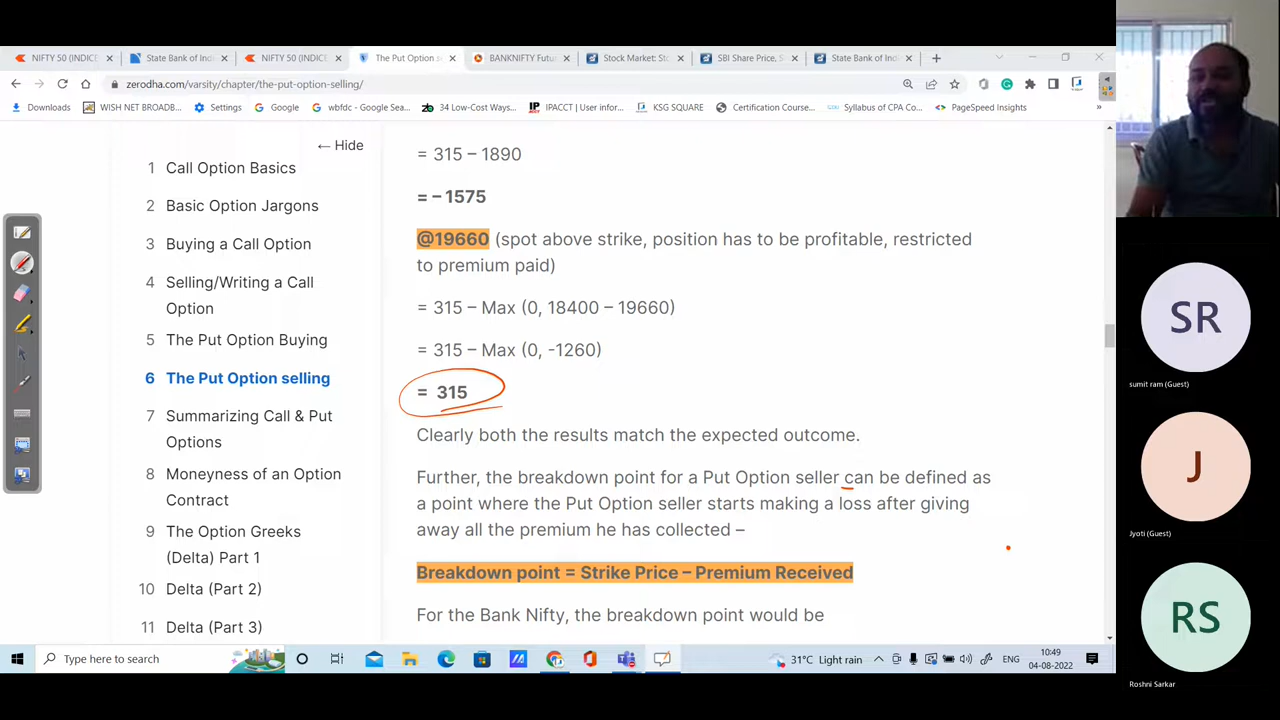 NIFTY 50 (INDICE
State Bank of Indi
NIFTY 50 (INDICE
The Put Option s
BANKNIFTY Futu
Stock Market: St
SBI Share Price, S
State Bank of Indi
zerodha.com/varsity/chapter/the-put-option-selling/
Downloads WISH NET BROADB... Settings Google wbfdc - Google Sea... 34 Low-Cost Ways... IPACCT | User infor... KSG SQUARE Certification Course... Syllabus of CPA Co... PageSpeed Insights »
← Hide
1 Call Option Basics
2 Basic Option Jargons
3 Buying a Call Option
4 Selling/Writing a Call
Option
5 The Put Option Buying
6 The Put Option selling
7 Summarizing Call & Put
Options
8 Moneyness of an Option
Contract
9 The Option Greeks
(Delta) Part 1
10 Delta (Part 2)
11 Delta (Part 3)
= 315 – 1890
= – 1575
@19660 (spot above strike, position has to be profitable, restricted
to premium paid)
= 315 – Max (0, 18400 – 19660)
= 315 – Max (0, -1260)
= 315
Clearly both the results match the expected outcome.
Further, the breakdown point for a Put Option seller can be defined as
a point where the Put Option seller starts making a loss after giving
away all the premium he has collected –
Breakdown point = Strike Price – Premium Received
For the Bank Nifty, the breakdown point would be
SR
sumit ram (Guest)
J
Jyoti (Guest)
RS
Roshni Sarkar
Type here to search
31°C Light rain
ENG
10:49
04-08-2022